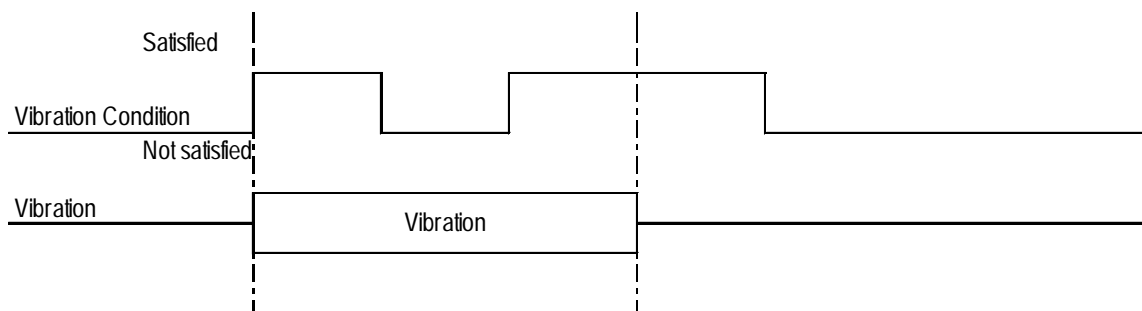 Satisfied
Vibration Condition
Not satisfied
Vibration
Vibration